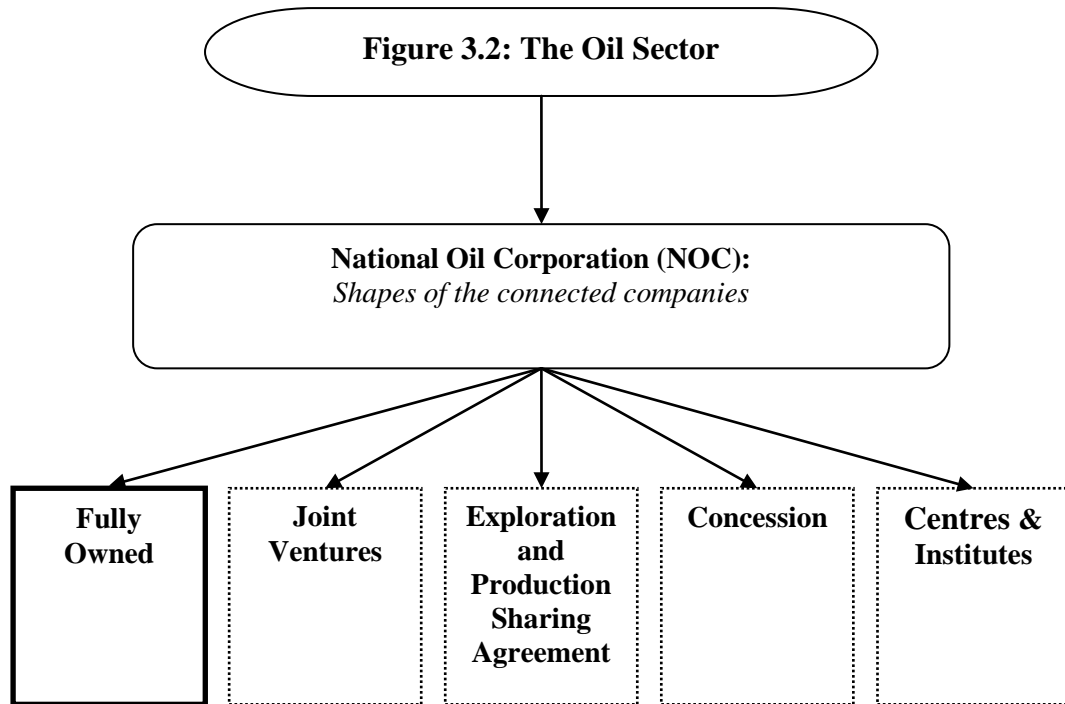 Figure 3.2: The Oil Sector
National Oil Corporation (NOC):
Shapes of the connected companies
Fully
Owned
Joint
Ventures
Exploration
and
Production
Sharing
Agreement
Concession
Centres &
Institutes